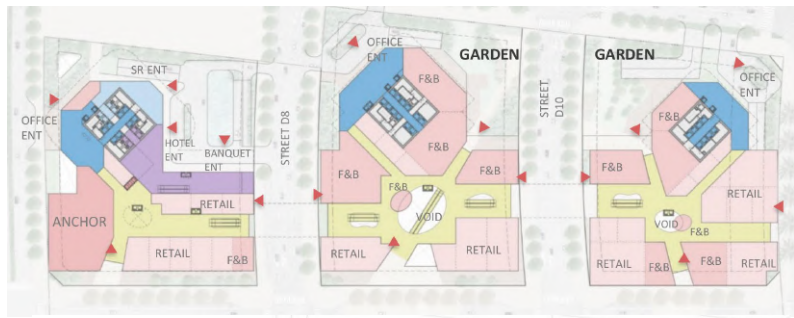 OFFICE
ENT
GARDEN
GARDEN
SR ENT
F&B
OFFICE
ENT
OFFICE
ENT
HOTEL
ENT
BANQUET
ENT
STREET D8
STREET
D10
F&B
F&B
F&B
F&B
F&B
F&B
RETAIL
RETAIL
ANCHOR
VOID
VOID
F&B
RETAIL
F&B
RETAIL
RETAIL
RETAIL
F&B
F&B
RETAIL